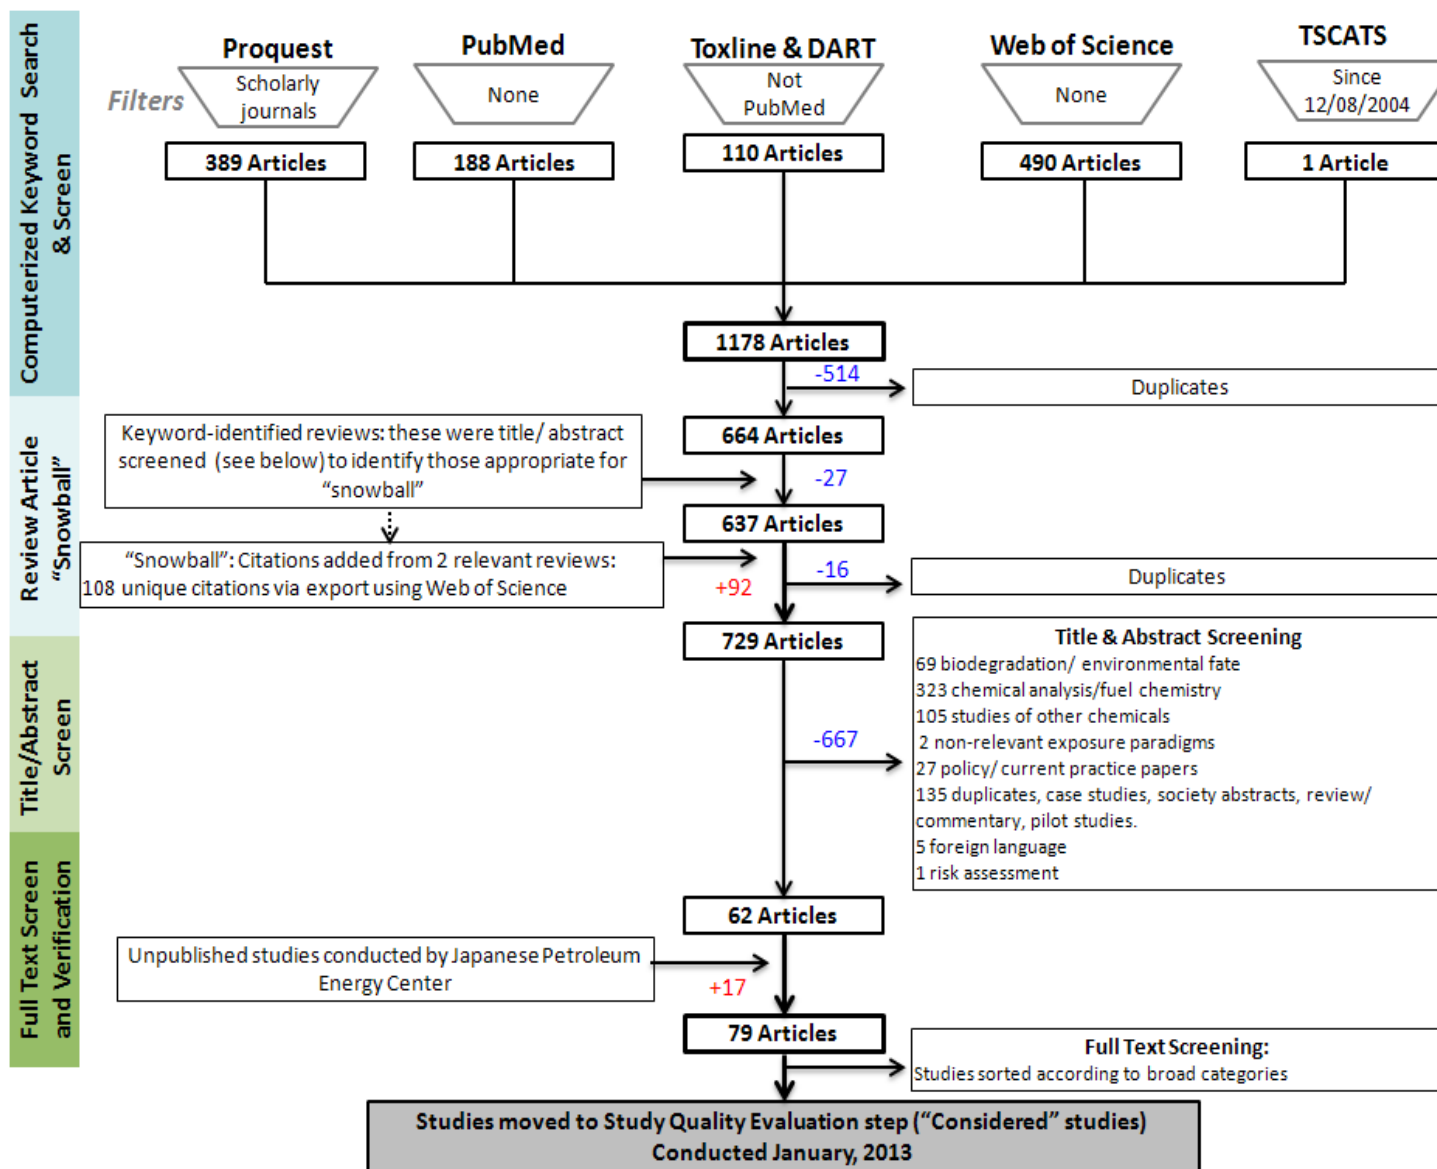 Computerized Keyword Search
& Screen
Review Article
“Snowball”
Title/Abstract
Screen
Full Text Screen
and Verification
Filters
Proquest
Scholarly
journals
389 Articles
PubMed
None
188 Articles
Toxline & DART
Not
PubMed
110 Articles
Web of Science
None
490 Articles
TSCATS
Since
12/08/2004
1 Article
1178 Articles
-514
Duplicates
664 Articles
Keyword-identified reviews: these were title/ abstract
screened (see below) to identify those appropriate for
“snowball”
-27
637 Articles
“Snowball”: Citations added from 2 relevant reviews:
108 unique citations via export using Web of Science
+92
-16
Duplicates
729 Articles
Title & Abstract Screening
69 biodegradation/ environmental fate
323 chemical analysis/fuel chemistry
105 studies of other chemicals
2 non-relevant exposure paradigms
27 policy/ current practice papers
135 duplicates, case studies, society abstracts, review/
commentary, pilot studies.
5 foreign language
1 risk assessment
-667
62 Articles
Unpublished studies conducted by Japanese Petroleum
Energy Center
+17
79 Articles
Full Text Screening:
Studies sorted according to broad categories
Studies moved to Study Quality Evaluation step (“Considered” studies)
Conducted January, 2013